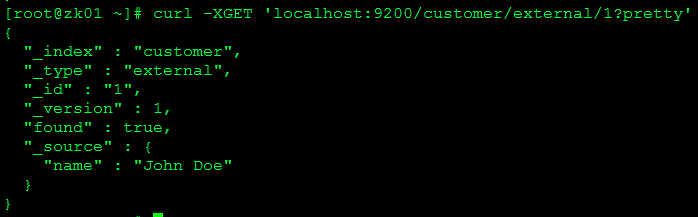 [root@zk01 ~]# curl -XGET 'localhost:9200/customer/external/1?pretty'
{
  "_index" : "customer",
  "_type" : "external",
  "_id" : "1",
  "_version" : 1,
  "found" : true,
  "_source" : {
    "name" : "John Doe"
  }
}